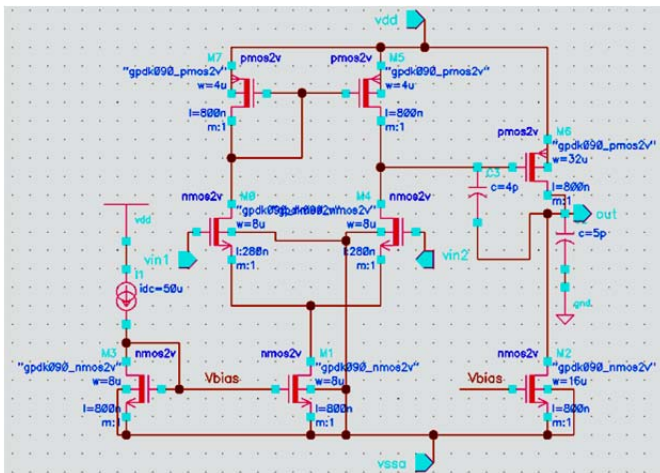 vdd
M7
pmos2v
"gpdk090_pmos2v"
w=4u
l=800n
m:1
pmos2v
M5
"gpdk090_pmos2v"
w=4u
l=800n
m:1
pmos2v
M6
"gpdk090_pmos2v"
w=32u
l=800n
m:1
C3
c=4p
out
c=5p
gnd
nmos2v
M0
w=8u
l:280n
m:1
vin1
M4
nmos2v
"gpdk090_nmos2v"
w=8u
l:280n
m:1
vin2
vdd
I1
idc=50u
M3
nmos2v
"gpdk090_nmos2v"
w=8u
l=800n
m:1
Vbias
nmos2v
M1
"gpdk090_nmos2v"
w=8u
l=800n
m:1
Vbias
nmos2v
M2
"gpdk090_nmos2v"
w=16u
l=800n
m:1
vssa